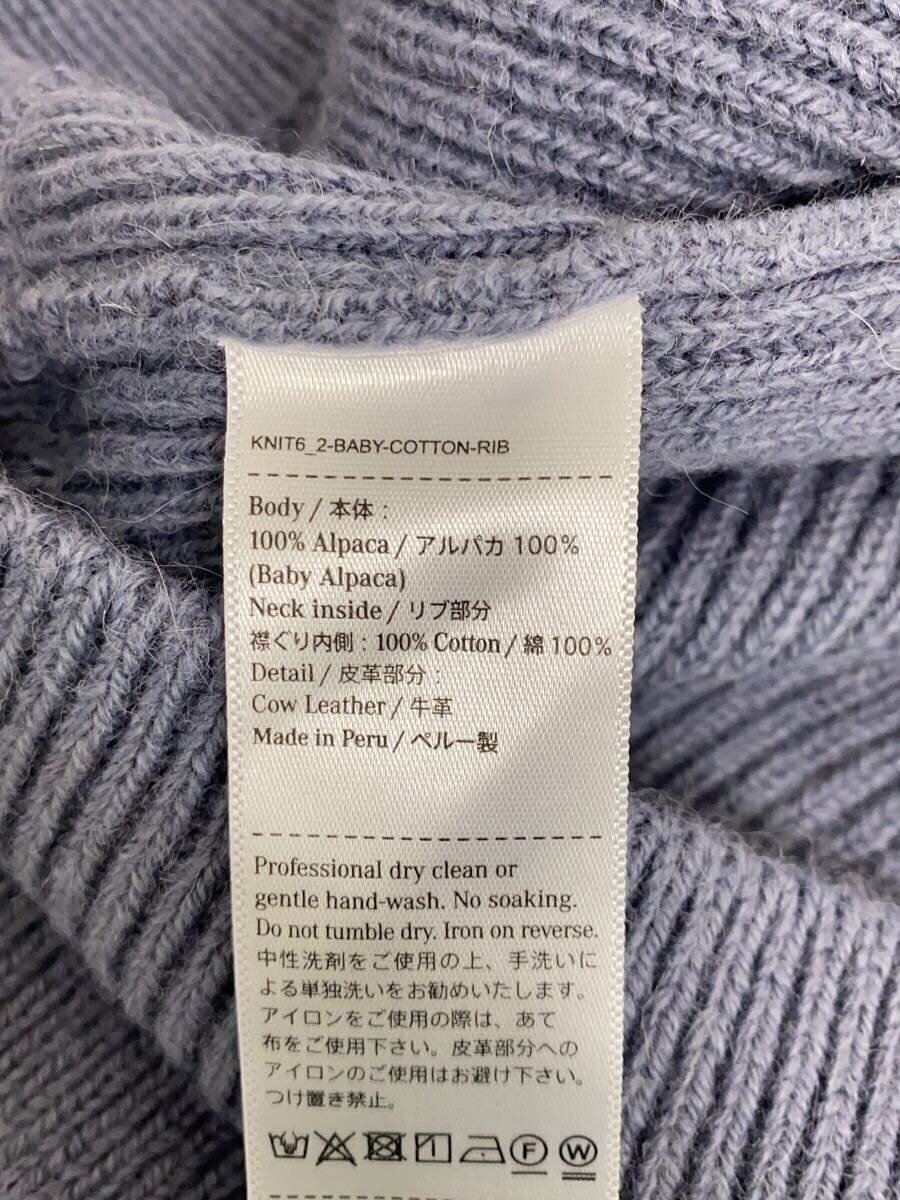 KNIT6_2-BABY-COTTON-RIB
Body / 本体 :
100% Alpaca / アルパカ 100%
(Baby Alpaca)
Neck inside / リブ部分
襟ぐり内側 : 100% Cotton / 綿 100%
Detail / 皮革部分 :
Cow Leather / 牛革
Made in Peru / ペルー製
Professional dry clean or
gentle hand-wash. No soaking.
Do not tumble dry. Iron on reverse.
中性洗剤をご使用の上、手洗いに
よる単独洗いをお勧めいたします。
アイロンをご使用の際は、あて
布をご使用下さい。皮革部分への
アイロンのご使用はお避け下さい。
つけ置き禁止。
F W